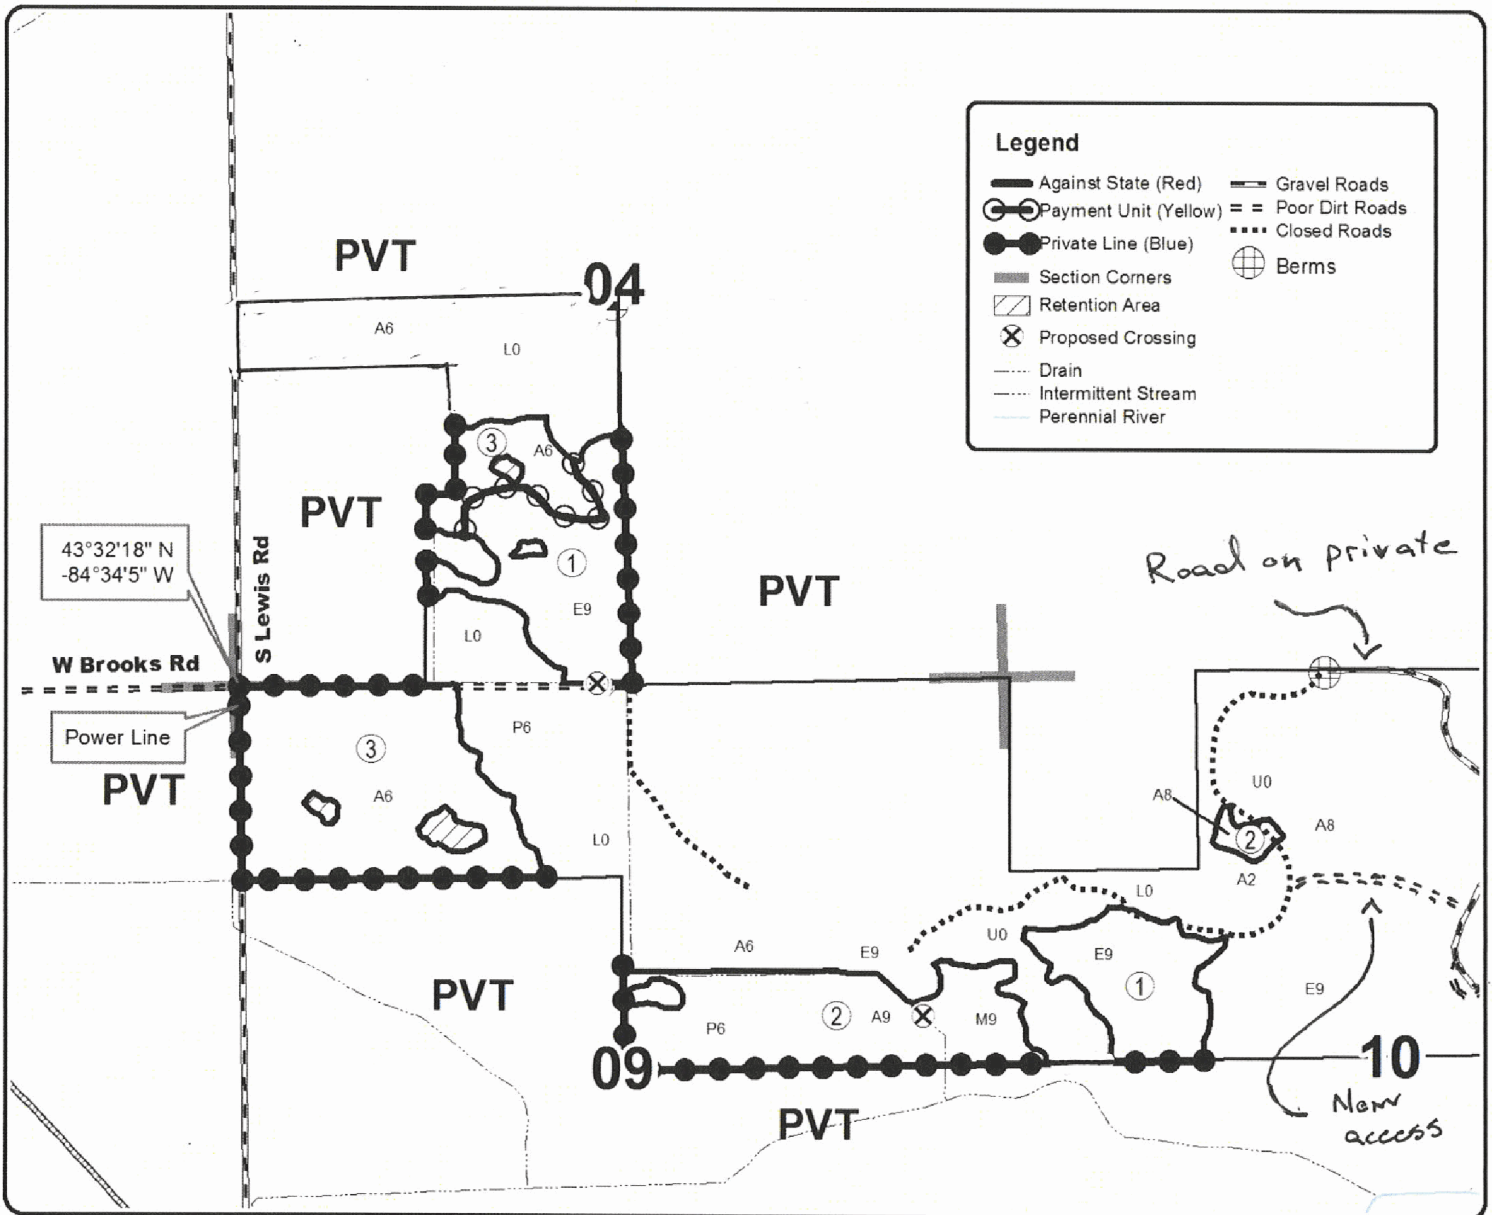 Legend
Against State (Red)
Payment Unit (Yellow)
Private Line (Blue)
Section Corners
Retention Area
Proposed Crossing
Drain
Intermittent Stream
Perennial River
Gravel Roads
Poor Dirt Roads
Closed Roads
Berms
PVT
04
A6
L0
3
A6
PVT
43°32'18" N
-84°34'5" W
S Lewis Rd
1
E9
PVT
Road on private
L0
W Brooks Rd
P6
Power Line
3
PVT
A6
U0
A8
A8
2
L0
A2
L0
A6
E9
U0
E9
PVT
1
E9
P6
2
A9
M9
09
10
PVT
New
access